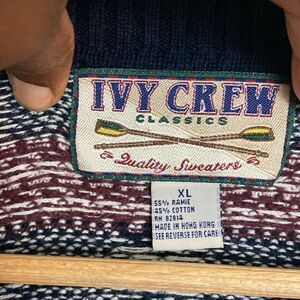 IVY CREW
CLASSICS
Quality Sweaters
XL
55% RAMIE
45% COTTON
RN 82814
MADE IN HONG KONG
SEE REVERSE FOR CARE